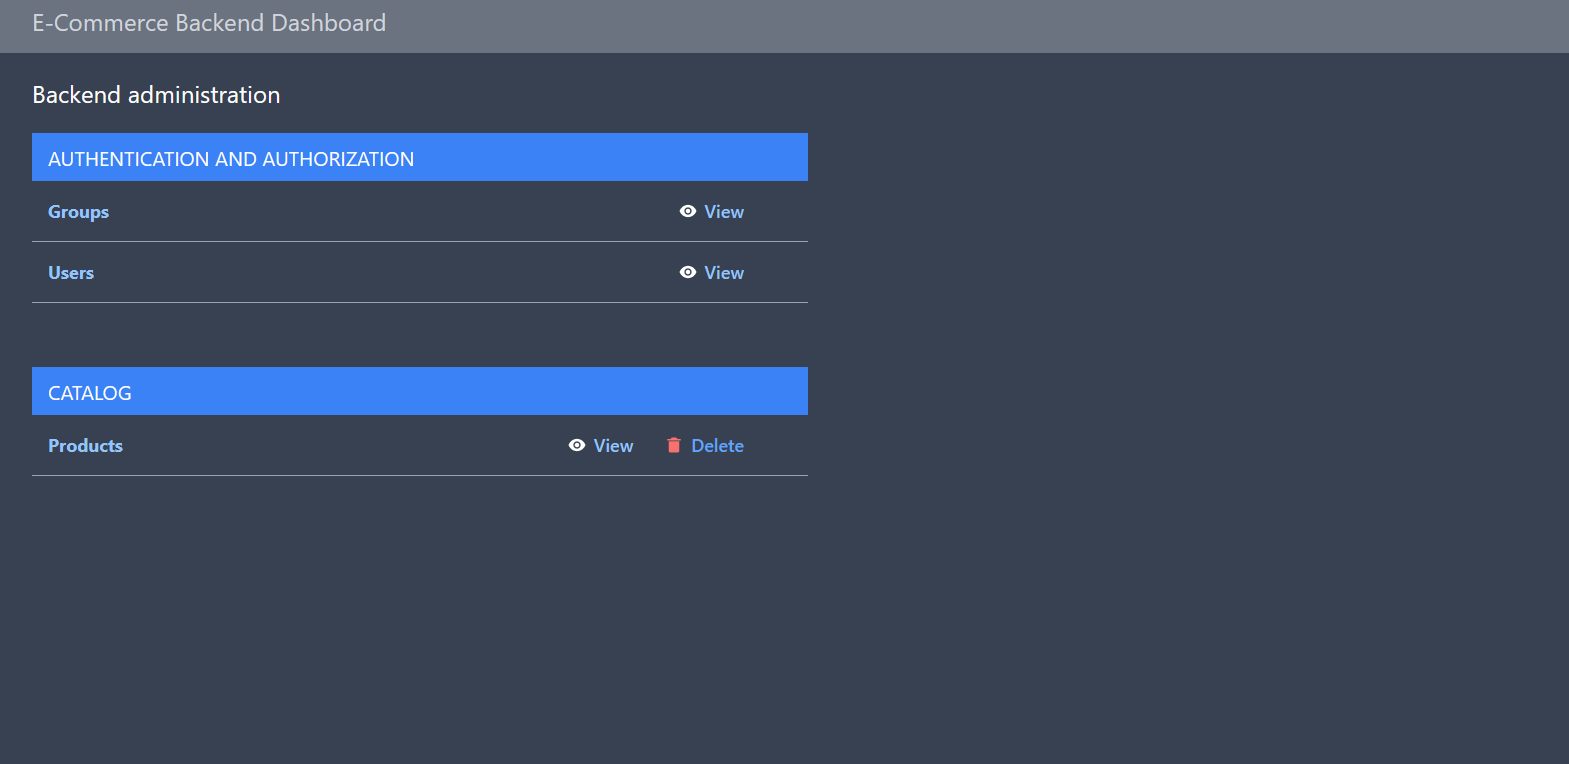 E-Commerce Backend Dashboard
Backend administration
AUTHENTICATION AND AUTHORIZATION
Groups View
Users View
CATALOG
Products View Delete